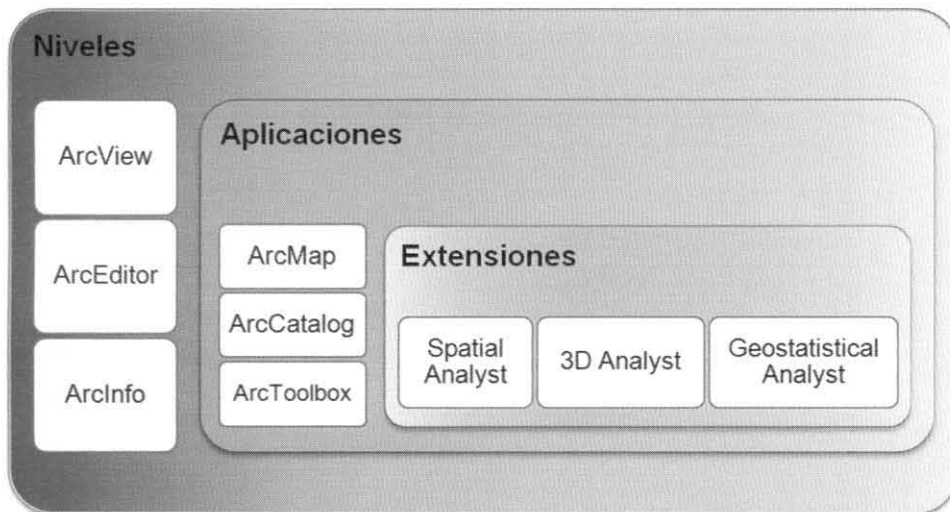 Niveles
ArcView
ArcEditor
ArcInfo
Aplicaciones
ArcMap
ArcCatalog
ArcToolbox
Extensiones
Spatial
Analyst
3D Analyst
Geostatistical
Analyst